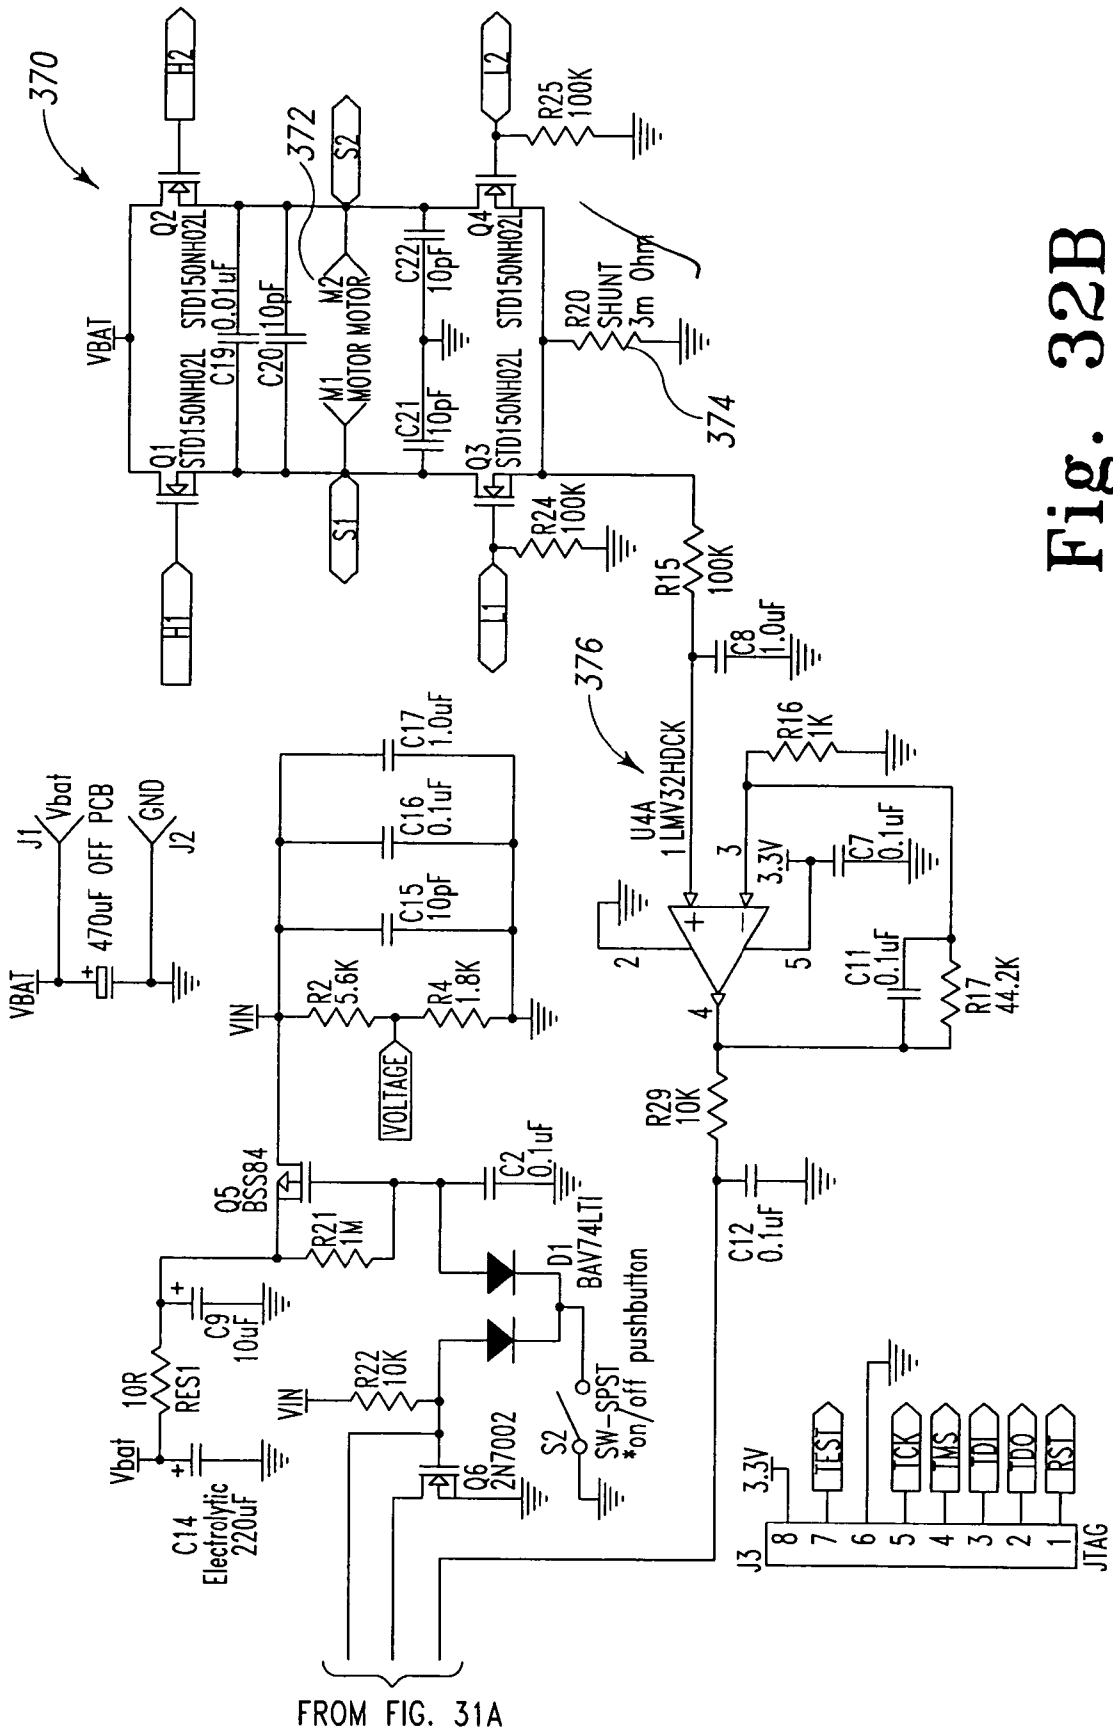 370
VBAT
H1
H2
Q1
STD150NH02L
Q2
STD150NH02L
C19
0.01uF
C20
10pF
372
S1
M1
MOTOR
M2
MOTOR
S2
C21
10pF
C22
10pF
Q3
STD150NH02L
Q4
STD150NH02L
L1
L2
R24
100K
R25
100K
R20
SHUNT
3m Ohm
374
R15
100K
C8
1.0uF
376
VBAT
J1
Vbat
470uF OFF PCB
GND
J2
VIN
R2
5.6K
R4
1.8K
VOLTAGE
C15
10pF
C16
0.1uF
C17
1.0uF
Q5
BSS84
R21
1M
C2
0.1uF
D1
BAV74LTI
Vbat
10R
RES1
C14
Electrolytic
220uF
C9
10uF
VIN
R22
10K
Q6
2N7002
S2
SW-SPST
*on/off pushbutton
U4A
LMV32HDCK
1
2
3
4
5
3.3V
C7
0.1uF
R16
1K
C11
0.1uF
R17
44.2K
R29
10K
C12
0.1uF
FROM FIG. 31A
J3
3.3V
8
7
TEST
6
5
TCK
4
TMS
3
TDI
2
TDO
1
RST
JTAG
Fig. 32B